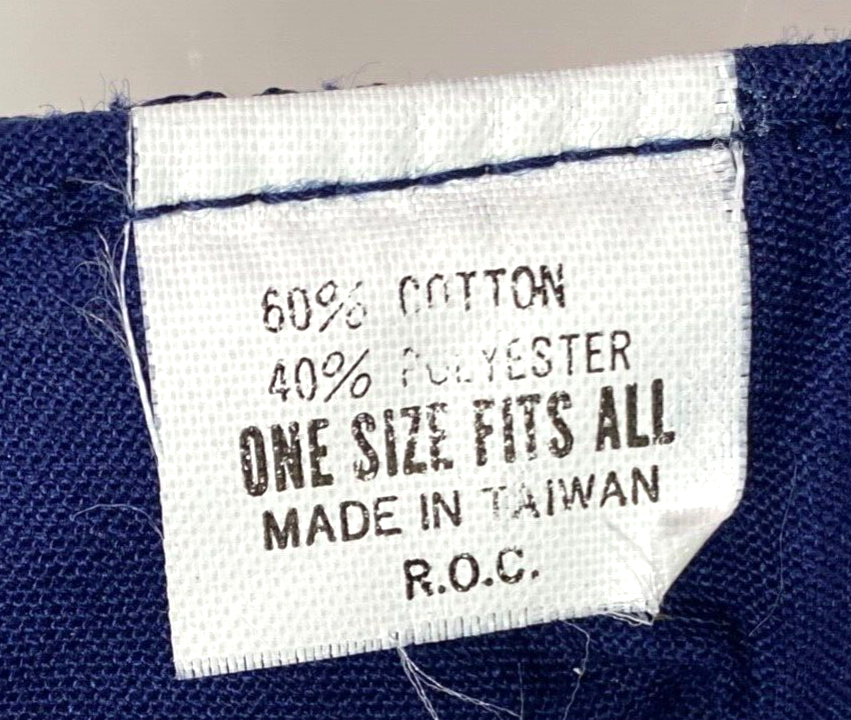 60% COTTON
40% POLYESTER
ONE SIZE FITS ALL
MADE IN TAIWAN
R.O.C.